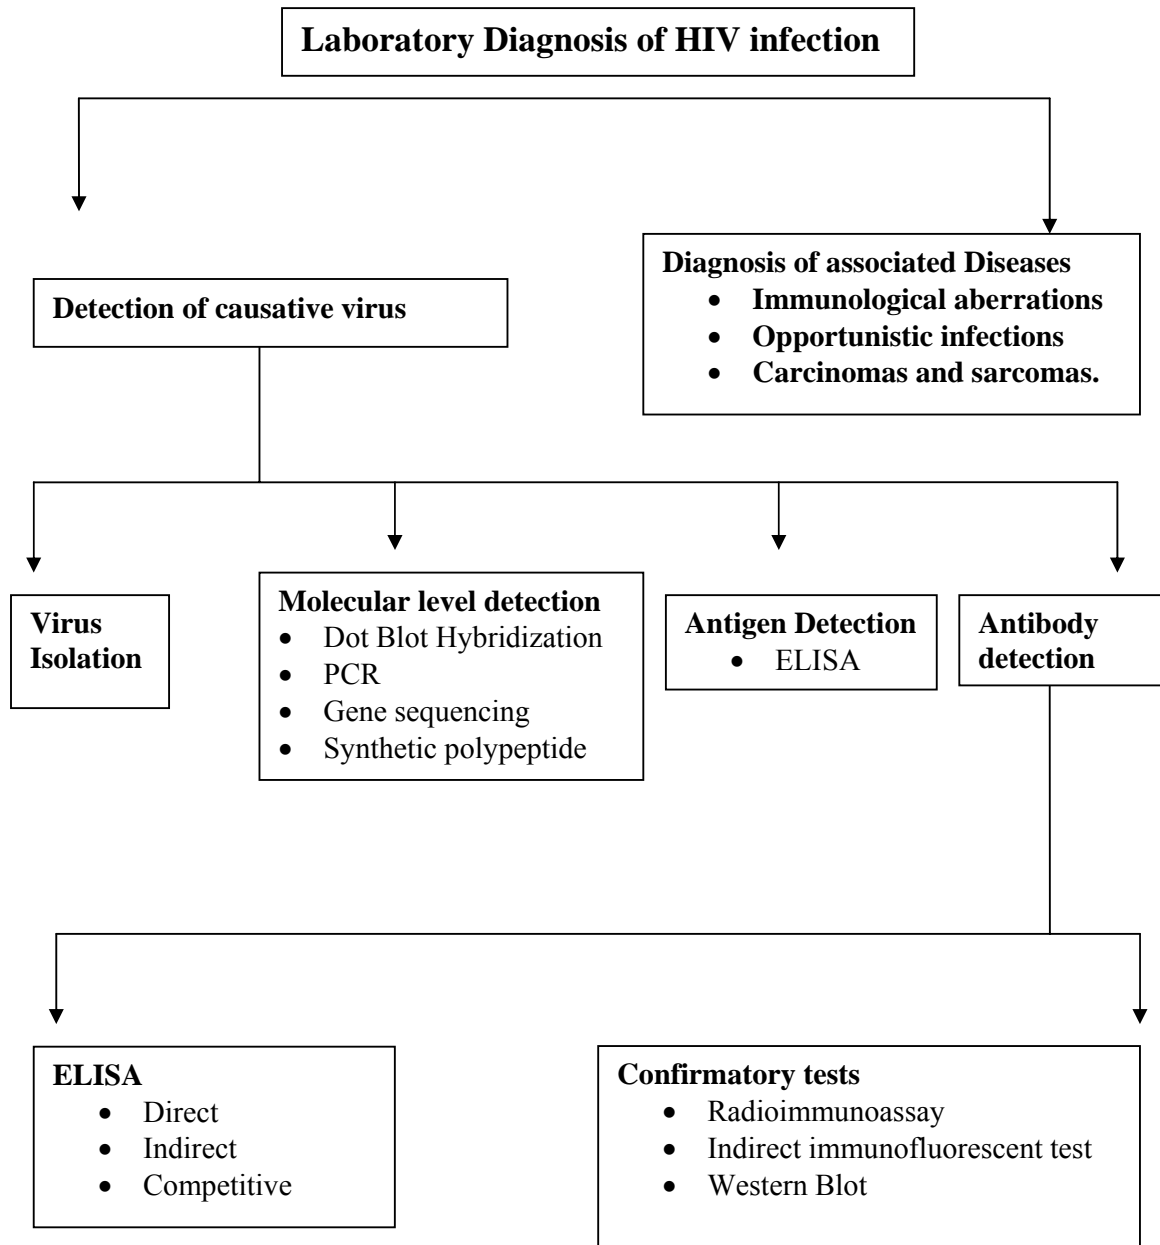 Laboratory Diagnosis of HIV infection
Detection of causative virus
Diagnosis of associated Diseases
• Immunological aberrations
• Opportunistic infections
• Carcinomas and sarcomas.
Virus
Isolation
Molecular level detection
• Dot Blot Hybridization
• PCR
• Gene sequencing
• Synthetic polypeptide
Antigen Detection
• ELISA
Antibody
detection
ELISA
• Direct
• Indirect
• Competitive
Confirmatory tests
• Radioimmunoassay
• Indirect immunofluorescent test
• Western Blot